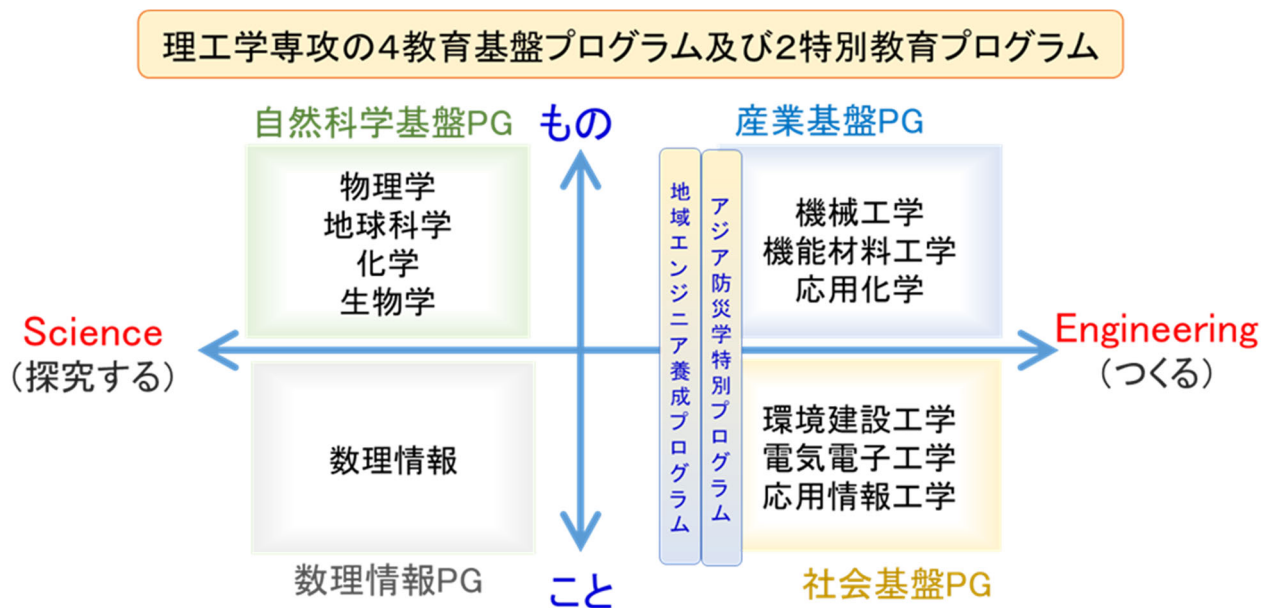 理工学専攻の4教育基盤プログラム及び2特別教育プログラム
自然科学基盤PG
もの
産業基盤PG
物理学
地球科学
化学
生物学
地域エンジニア養成プログラム
アジア防災学特別プログラム
機械工学
機能材料工学
応用化学
Science
(探究する)
Engineering
(つくる)
数理情報
環境建設工学
電気電子工学
応用情報工学
数理情報PG
こと
社会基盤PG